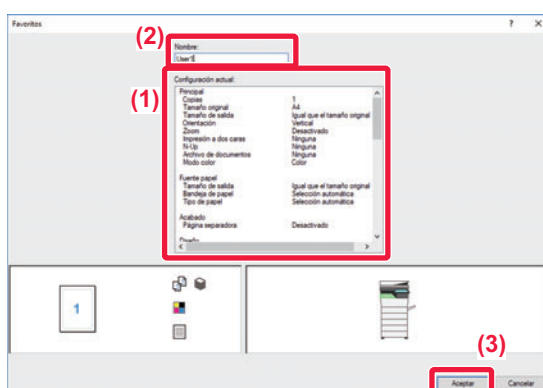 Favoritos ? X
(2)
Nombre:
User1
(1)
Configuración actual:
Principal
Copias 1
Tamaño original A4
Tamaño de salida Igual que el tamaño original
Orientación Vertical
Zoom Desactivado
Impresión a dos caras Ninguna
N-Up Ninguna
Archivo de documentos Ninguna
Modo color Color
Fuente papel
Tamaño de salida Igual que el tamaño original
Bandeja de papel Selección automática
Tipo de papel Selección automática
Acabado
Página separadora Desactivado
Diseño
1
(3)
Aceptar Cancelar